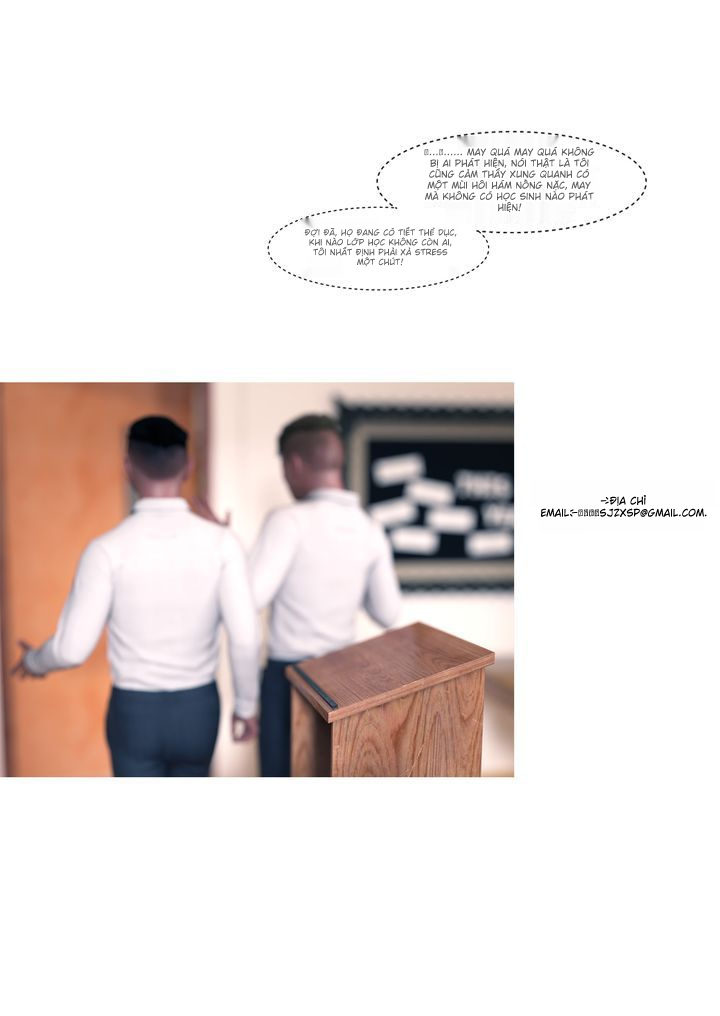 …… MAY QUÁ MAY QUÁ KHÔNG
BỊ AI PHÁT HIỆN, NÓI THẬT LÀ TÔI
CŨNG CẢM THẤY XUNG QUANH CÓ
MỘT MÙI HÔI HÁM NỒNG NẶC, MAY
MÀ KHÔNG CÓ HỌC SINH NÀO PHÁT
HIỆN!
ĐỢI ĐÃ, HỌ ĐANG CÓ TIẾT THỂ DỤC,
KHI NÀO LỚP HỌC KHÔNG CÒN AI,
TÔI NHẤT ĐỊNH PHẢI XẢ STRESS
MỘT CHÚT!
ĐỊA CHỈ
EMAIL:SJZXSP@GMAIL.COM.